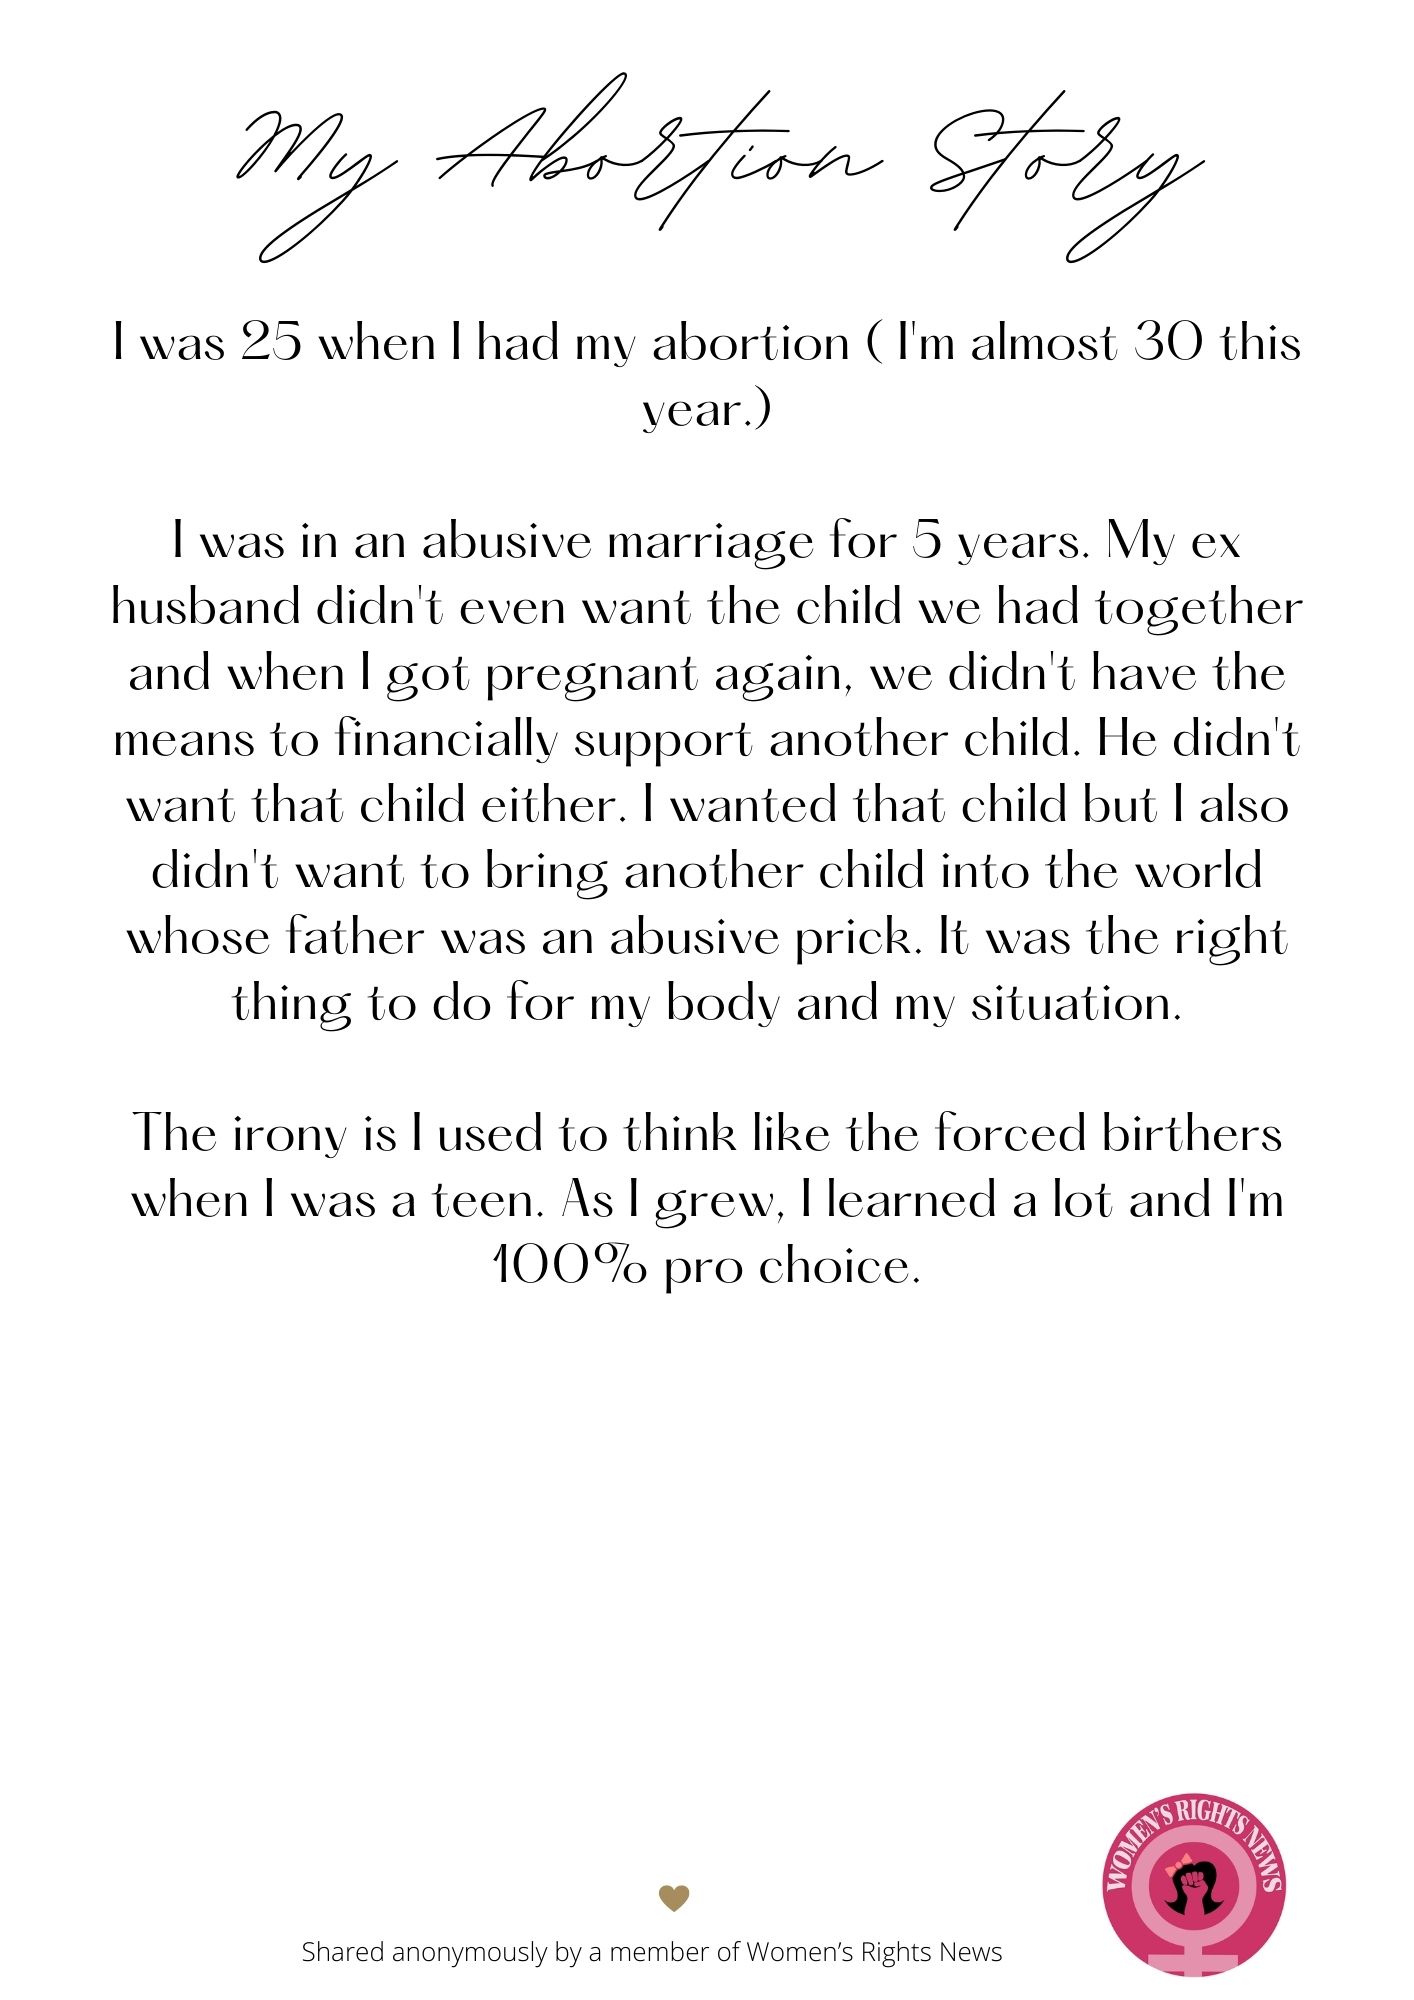 My Abortion Story
I was 25 when I had my abortion ( I'm almost 30 this
year.)
I was in an abusive marriage for 5 years. My ex
husband didn't even want the child we had together
and when I got pregnant again, we didn't have the
means to financially support another child. He didn't
want that child either. I wanted that child but I also
didn't want to bring another child into the world
whose father was an abusive prick. It was the right
thing to do for my body and my situation.
The irony is I used to think like the forced birthers
when I was a teen. As I grew, I learned a lot and I'm
100% pro choice.
WOMEN'S RIGHTS NEWS
Shared anonymously by a member of Women’s Rights News